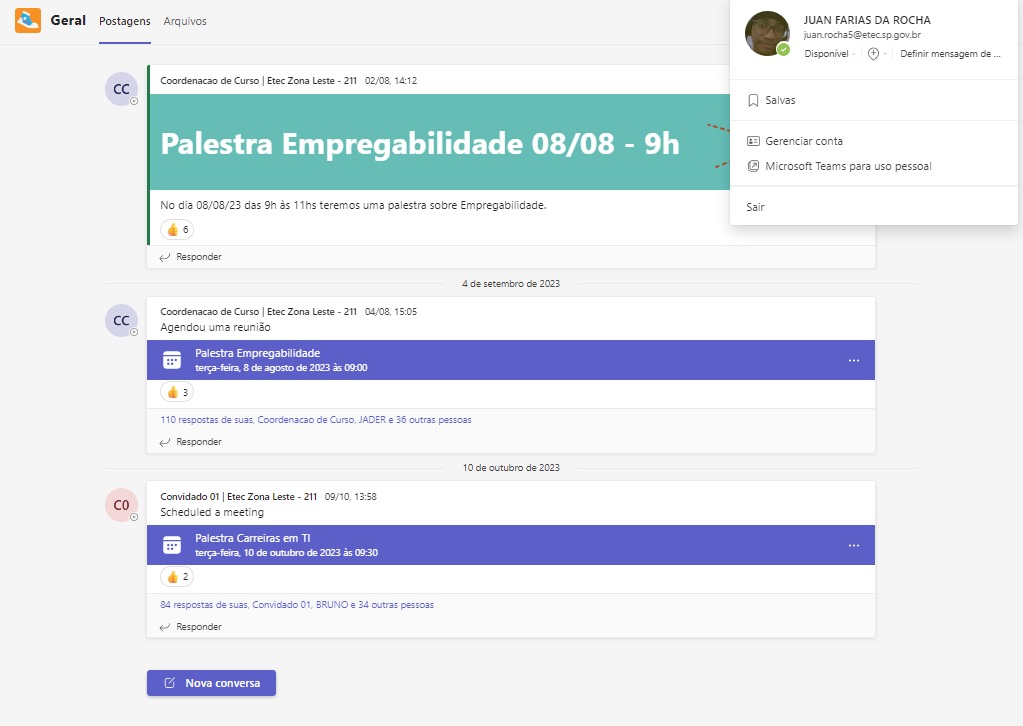 Geral Postagens Arquivos
JUAN FARIAS DA ROCHA
juan.rocha5@etec.sp.gov.br
Disponível Definir mensagem de ...
Salvas
Gerenciar conta
Microsoft Teams para uso pessoal
Sair
CC
Coordenacao de Curso | Etec Zona Leste - 211 02/08, 14:12
Palestra Empregabilidade 08/08 - 9h
No dia 08/08/23 das 9h às 11hs teremos uma palestra sobre Empregabilidade.
6
Responder
4 de setembro de 2023
CC
Coordenacao de Curso | Etec Zona Leste - 211 04/08, 15:05
Agendou uma reunião
Palestra Empregabilidade
terça-feira, 8 de agosto de 2023 às 09:00
3
110 respostas de suas, Coordenacao de Curso, JADER e 36 outras pessoas
Responder
10 de outubro de 2023
C0
Convidado 01 | Etec Zona Leste - 211 09/10, 13:58
Scheduled a meeting
Palestra Carreiras em TI
terça-feira, 10 de outubro de 2023 às 09:30
2
84 respostas de suas, Convidado 01, BRUNO e 34 outras pessoas
Responder
Nova conversa